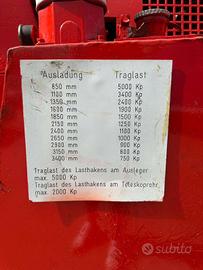 Ausladung Traglast
850 mm 5000 Kp
1100 mm 3400 Kp
1350 mm 2400 Kp
1600 mm 1900 Kp
1850 mm 1500 Kp
2150 mm 1250 Kp
2400 mm 1100 Kp
2650 mm 1000 Kp
2900 mm 900 Kp
3150 mm 800 Kp
3400 mm 750 Kp
Traglast des Lasthakens am Ausleger
max. 5000 Kp
Traglast des Lasthakens am Teleskoprohr
max. 2000 Kp
subito